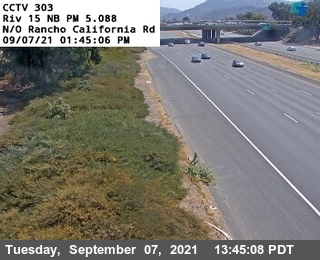 CCTV 303
Riv 15 NB PM 5.088
N/O Rancho California Rd
09/07/21 01:45:06 PM
Tuesday, September 07, 2021 13:45:08 PDT